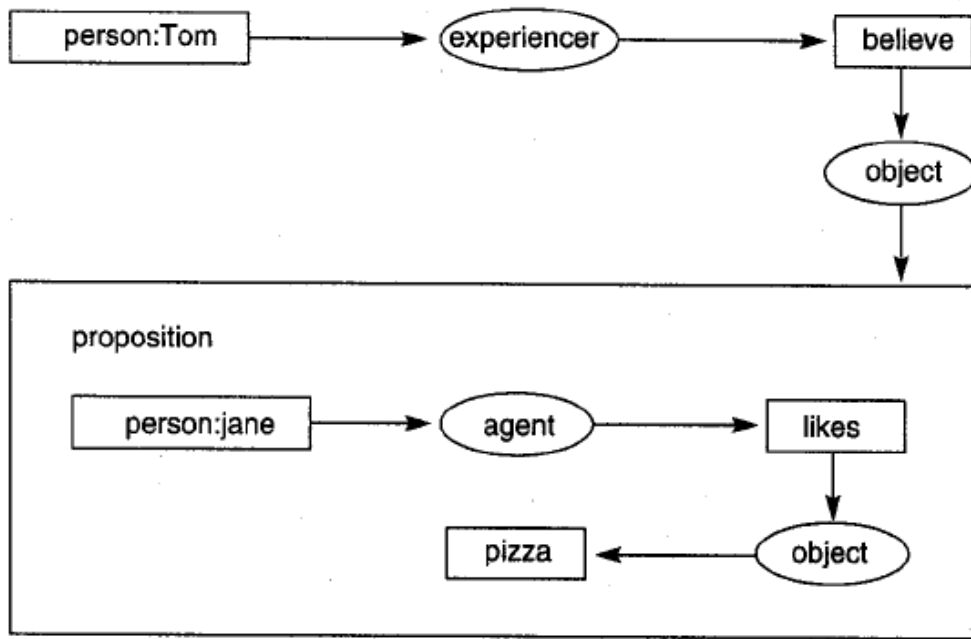 person:Tom experiencer believe
object
proposition
person:jane agent likes
pizza object